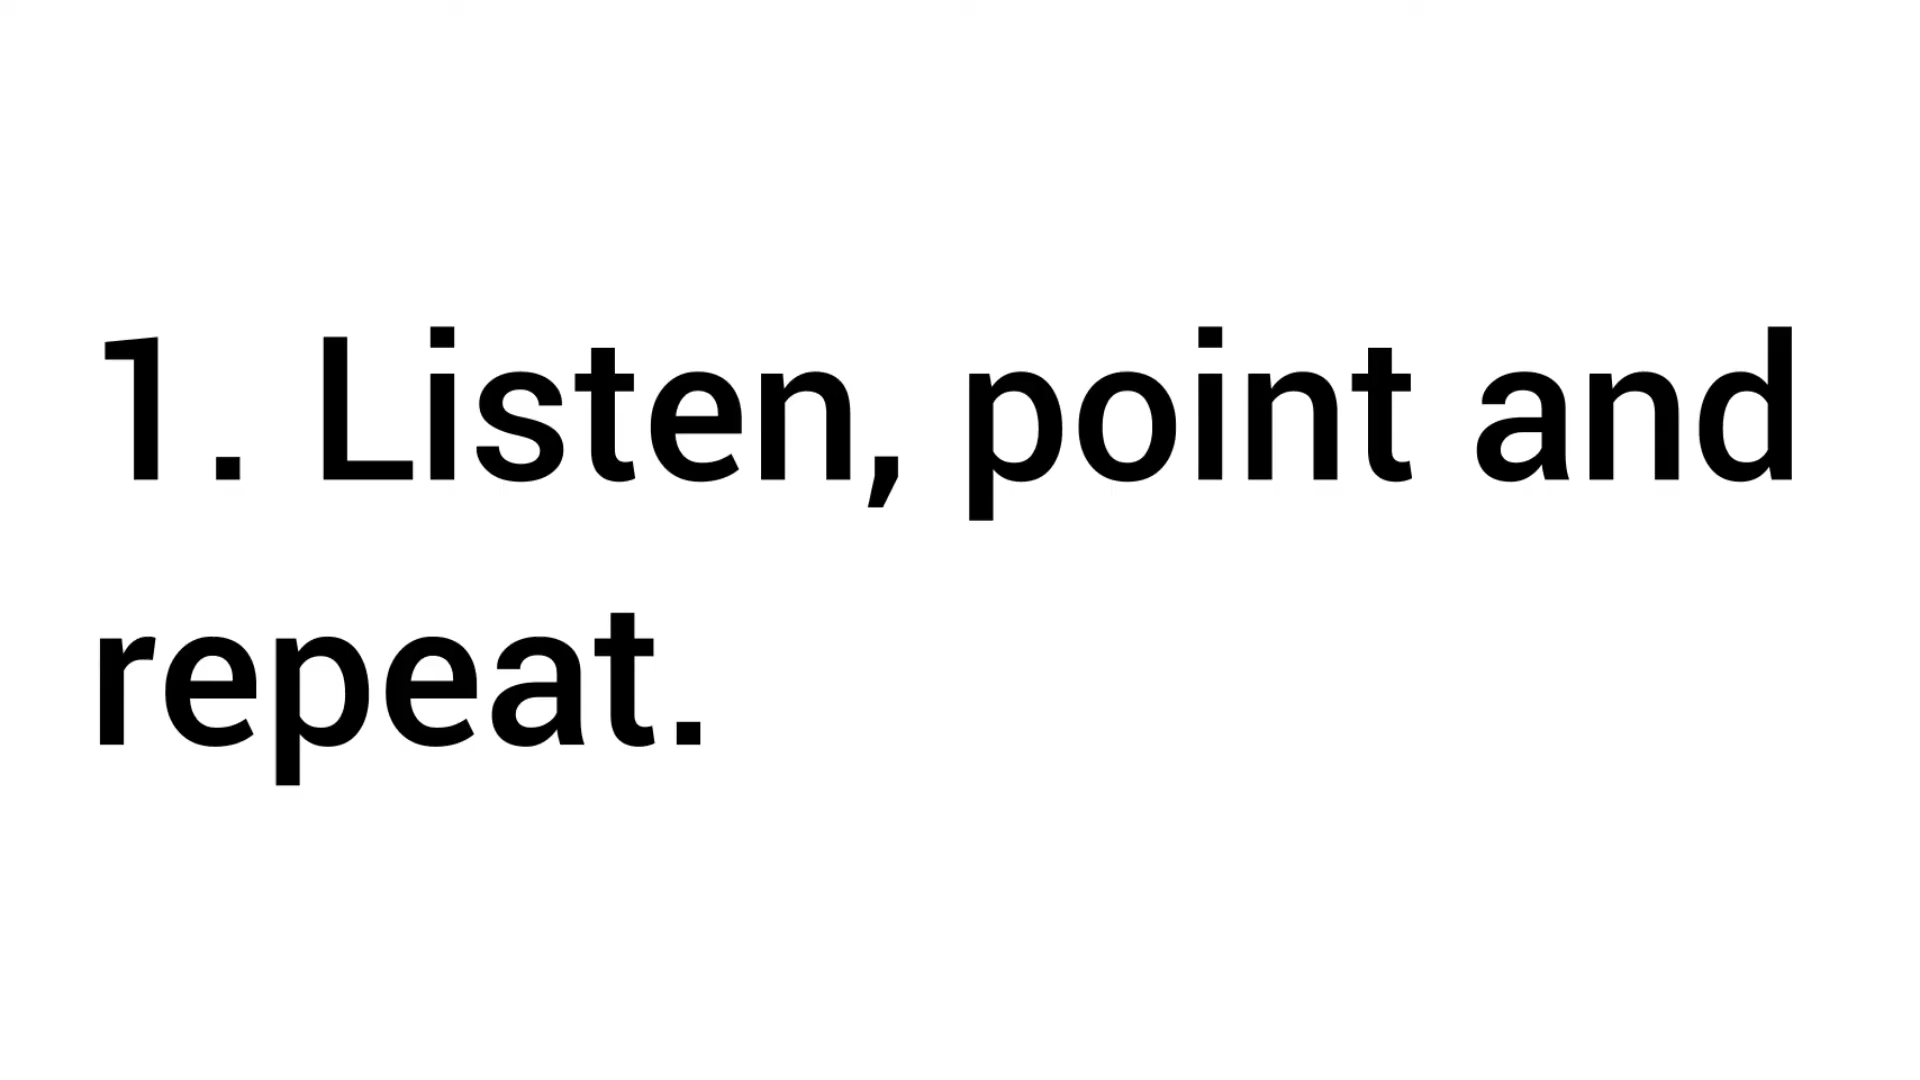 1. Listen, point and
repeat.